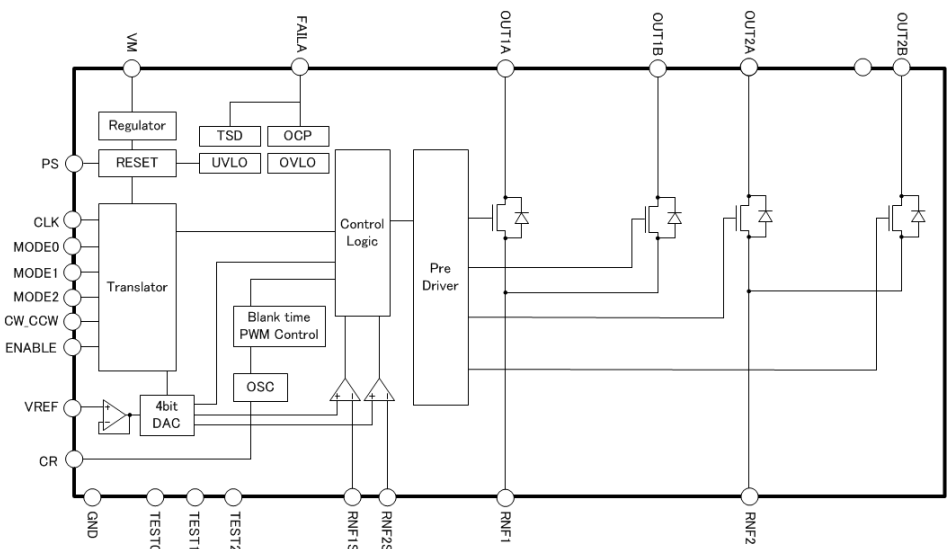 VM
FAILA
OUT1A
OUT1B
OUT2A
OUT2B
Regulator
TSD
OCP
PS
RESET
UVLO
OVLO
CLK
MODE0
MODE1
MODE2
CW_CCW
ENABLE
Translator
Control
Logic
Pre
Driver
Blank time
PWM Control
OSC
VREF
+
−
4bit
DAC
+
−
+
−
CR
GND
TEST0
TEST1
TEST2
RNF1S
RNF2S
RNF1
RNF2